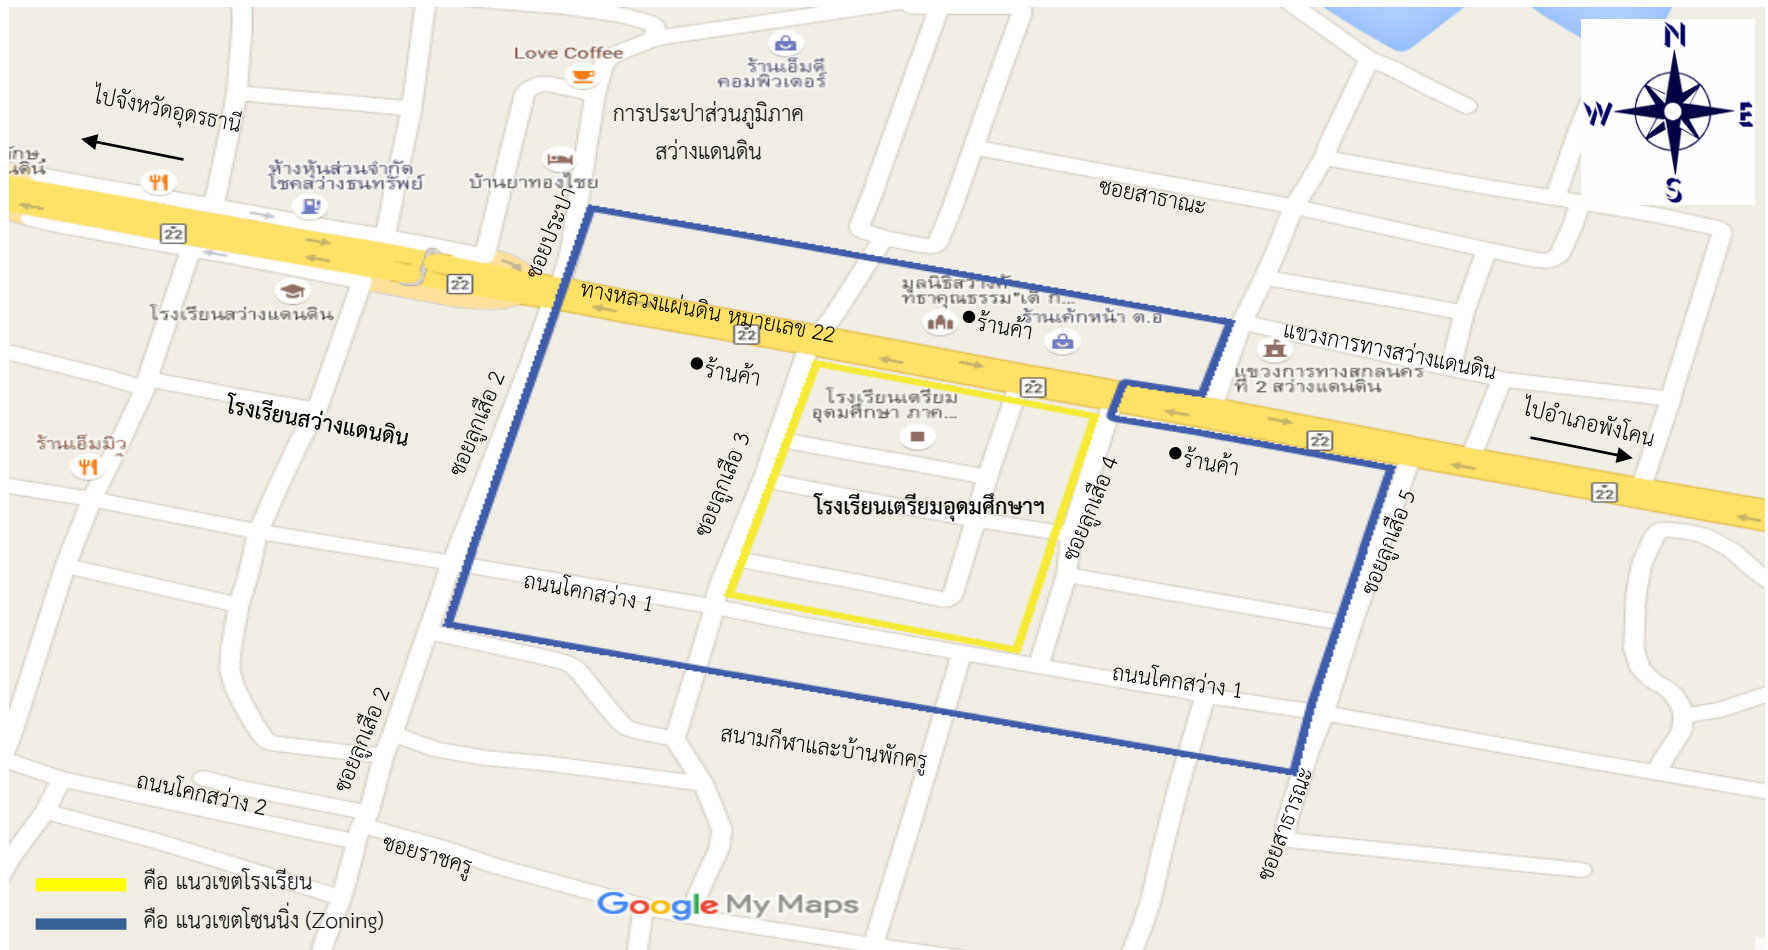 Love Coffee
ร้านเอ็มดี
คอมพิวเตอร์
N
W
E
S
ไปจังหวัดอุดรธานี
การประปาส่วนภูมิภาค
สว่างแดนดิน
ห้างหุ้นส่วนจำกัด
โชคสว่างธนทรัพย์
บ้านยาทองไชย
ซอยสาธาณะ
ซอยประปา
22
22
โรงเรียนสว่างแดนดิน
ทางหลวงแผ่นดิน หมายเลข 22
22
มูลนิธิสว่างกั
ทธาคุณธรรม"เต็ ก...
ร้านค้า
ร้านเค้กหน้า ต.อ
แขวงการทางสว่างแดนดิน
แขวงการทางสกลนคร
ที่ 2 สว่างแดนดิน
ร้านค้า
22
โรงเรียนเตรียม
อุดมศึกษา ภาค...
โรงเรียนสว่างแดนดิน
ร้านเอ็มมิว
ซอยลูกเสือ 2
ซอยลูกเสือ 3
ไปอำเภอพังโคน
22
ร้านค้า
22
โรงเรียนเตรียมอุดมศึกษาฯ
ซอยลูกเสือ 4
ซอยลูกเสือ 5
ถนนโคกสว่าง 1
ถนนโคกสว่าง 1
สนามกีฬาและบ้านพักครู
ซอยลูกเสือ 2
ถนนโคกสว่าง 2
ซอยราชครู
ซอยสาธารณะ
คือ แนวเขตโรงเรียน
คือ แนวเขตโซนนิ่ง (Zoning)
Google My Maps